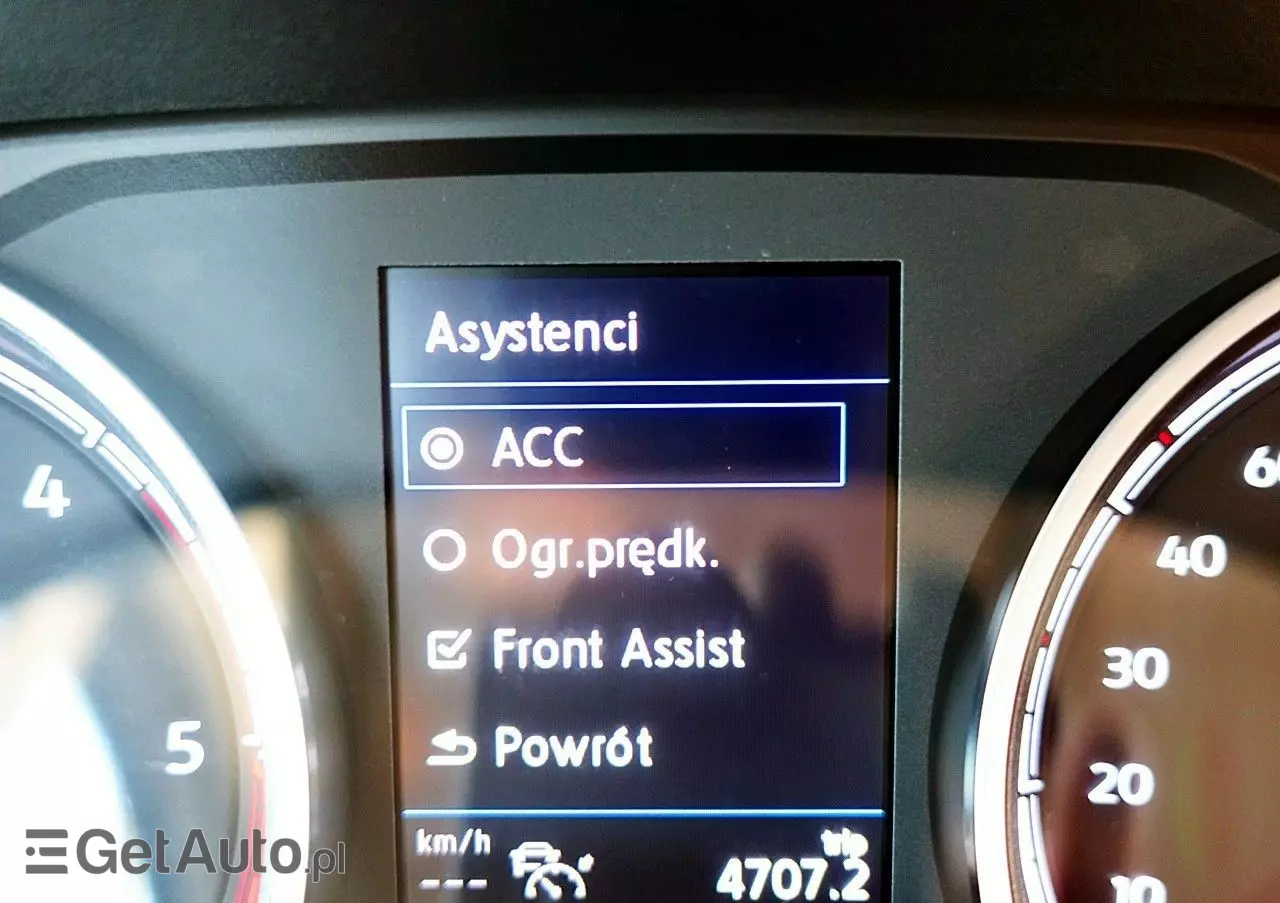 Asystenci
ACC
Ogr.prędk.
Front Assist
Powrót
km/h
trip
---
4707.2
4
5
60
40
30
20
10
GetAuto.pl